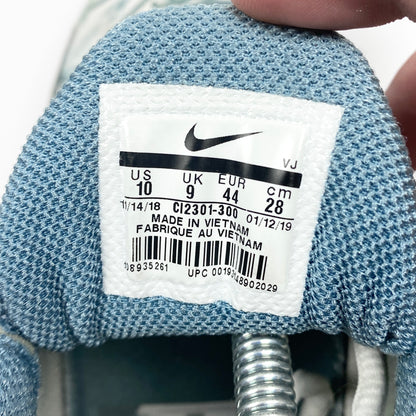 VJ
US UK EUR cm
10 9 44 28
11/14/18 CI2301-300 01/12/19
MADE IN VIETNAM
FABRIQUE AU VIETNAM
UPC